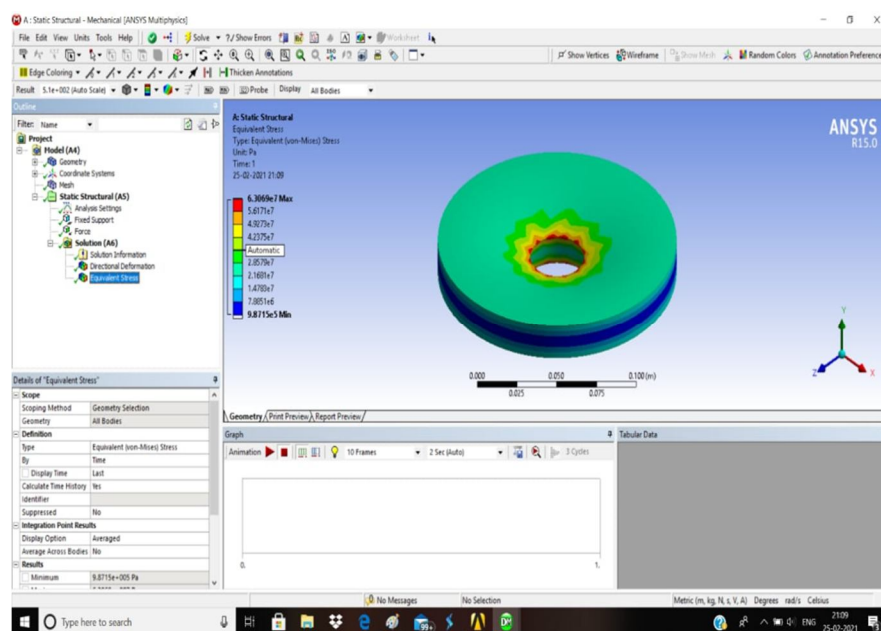 A : Static Structural - Mechanical [ANSYS Multiphysics]
File Edit View Units Tools Help Solve ?/ Show Errors Worksheet
Show Vertices Wireframe Show Mesh Random Colors Annotation Preference
Edge Coloring Thicken Annotations
Result 5.1e+002 (Auto Scale) Probe Display All Bodies
Outline
Filter: Name
Project
Model (A4)
Geometry
Coordinate Systems
Mesh
Static Structural (A5)
Analysis Settings
Fixed Support
Force
Solution (A6)
Solution Information
Directional Deformation
Equivalent Stress
A: Static Structural
Equivalent Stress
Type: Equivalent (von-Mises) Stress
Unit: Pa
Time: 1
25-02-2021 21:09
6.3069e7 Max
5.6171e7
4.9273e7
4.2375e7
Automatic
2.8579e7
2.1681e7
1.4783e7
7.8851e6
9.8715e5 Min
ANSYS
R15.0
Y
Z
X
0.000 0.050 0.100 (m)
0.025 0.075
Geometry Print Preview Report Preview
Details of "Equivalent Stress"
Scope
Scoping Method Geometry Selection
Geometry All Bodies
Definition
Type Equivalent (von-Mises) Stress
By Time
Display Time Last
Calculate Time History Yes
Identifier
Suppressed No
Integration Point Results
Display Option Averaged
Average Across Bodies No
Results
Minimum 9.8715e+005 Pa
Graph
Animation 10 Frames 2 Sec (Auto) 3 Cycles
0. 1.
Tabular Data
No Messages No Selection Metric (m, kg, N, s, V, A) Degrees rad/s Celsius
Type here to search
99+
ENG
21:09
25-02-2021